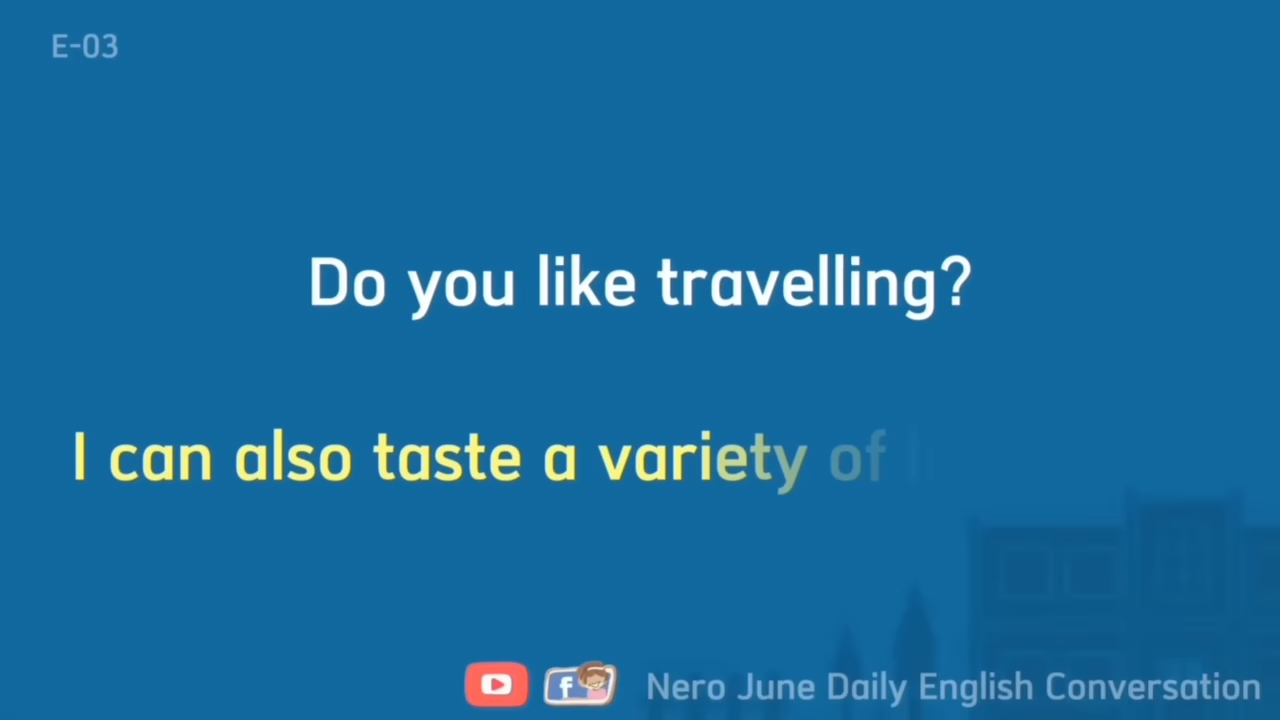 E-03
Do you like travelling?
I can also taste a variety of
Nero June Daily English Conversation